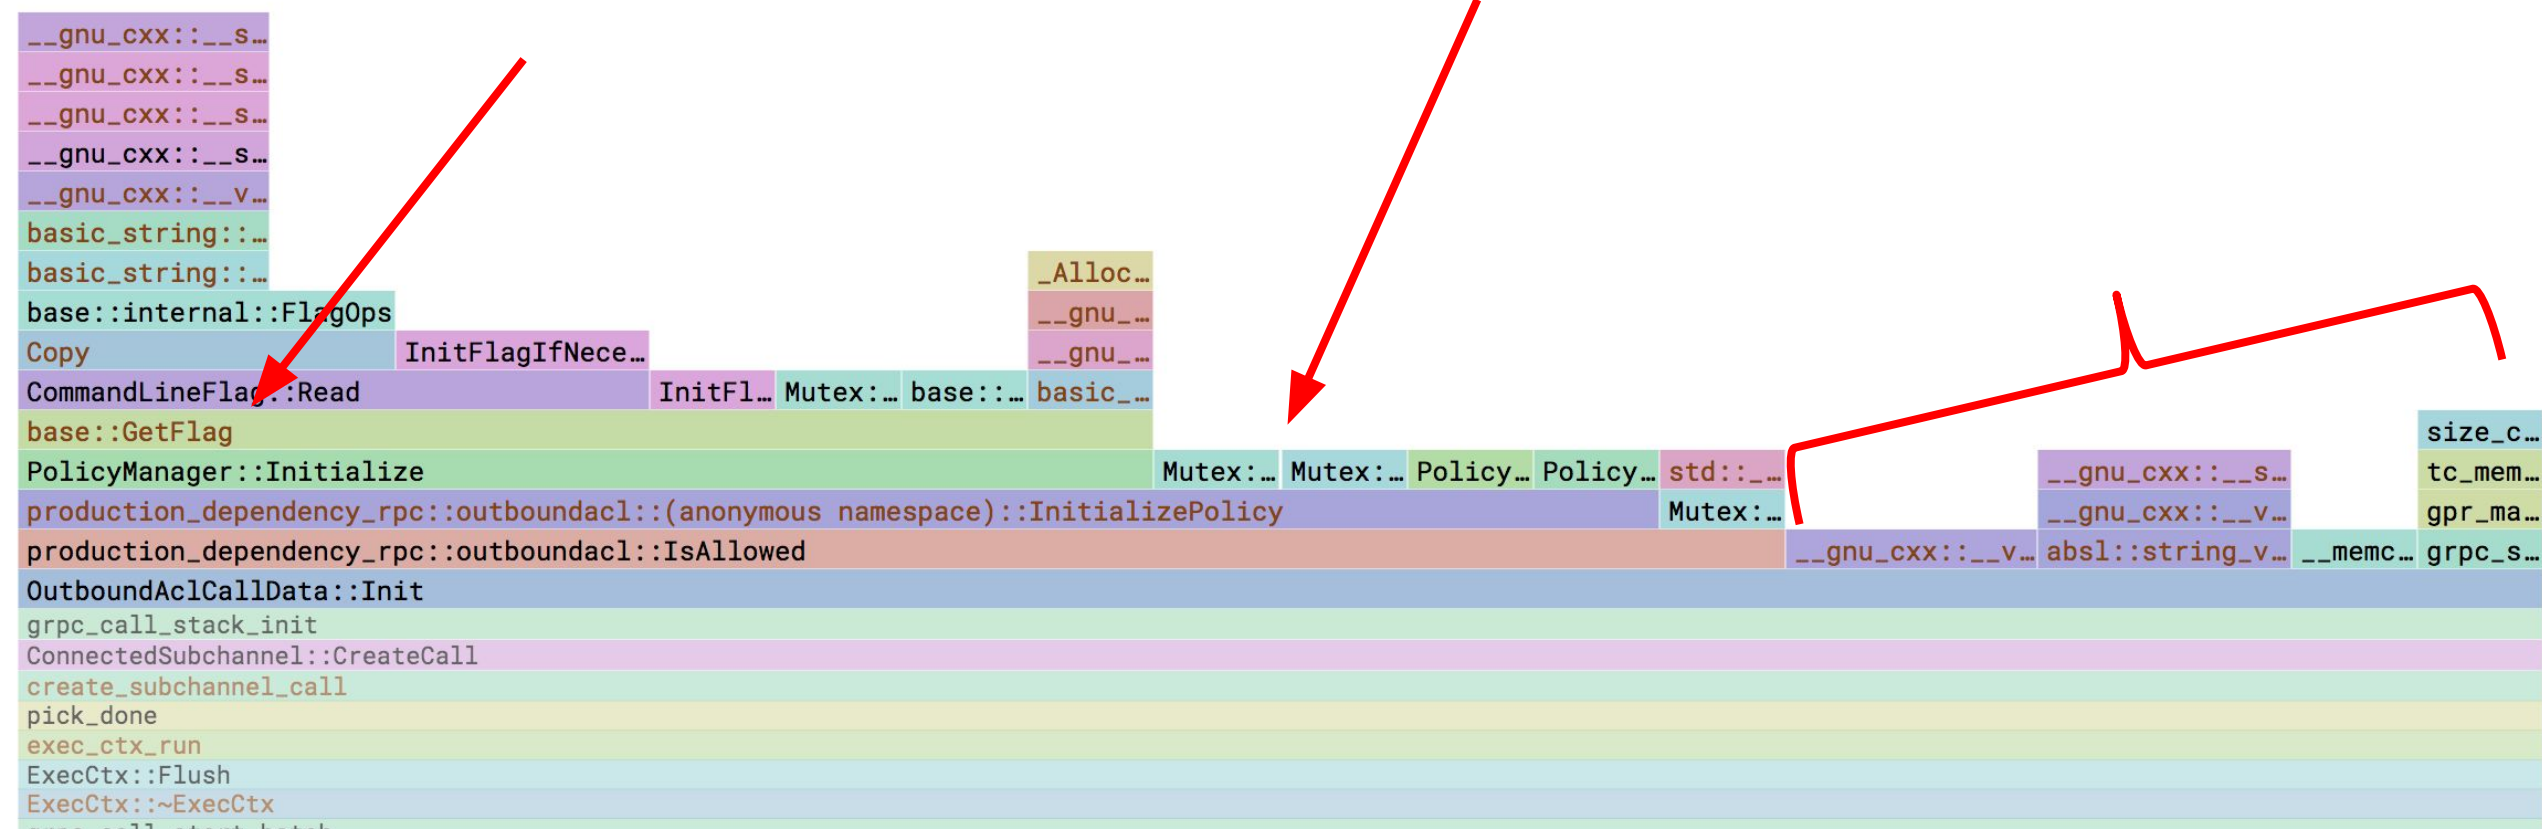 __gnu_cxx::__s…
__gnu_cxx::__s…
__gnu_cxx::__s…
__gnu_cxx::__s…
__gnu_cxx::__v…
basic_string::…
basic_string::… _Alloc…
base::internal::FlagOps __gnu_…
Copy InitFlagIfNece… __gnu_…
CommandLineFlag::Read InitFl… Mutex:… base::… basic_…
base::GetFlag size_c…
PolicyManager::Initialize Mutex:… Mutex:… Policy… Policy… std::_… __gnu_cxx::__s… tc_mem…
production_dependency_rpc::outboundacl::(anonymous namespace)::InitializePolicy Mutex:… __gnu_cxx::__v… gpr_ma…
production_dependency_rpc::outboundacl::IsAllowed __gnu_cxx::__v… absl::string_v… __memc… grpc_s…
OutboundAclCallData::Init
grpc_call_stack_init
ConnectedSubchannel::CreateCall
create_subchannel_call
pick_done
exec_ctx_run
ExecCtx::Flush
ExecCtx::~ExecCtx